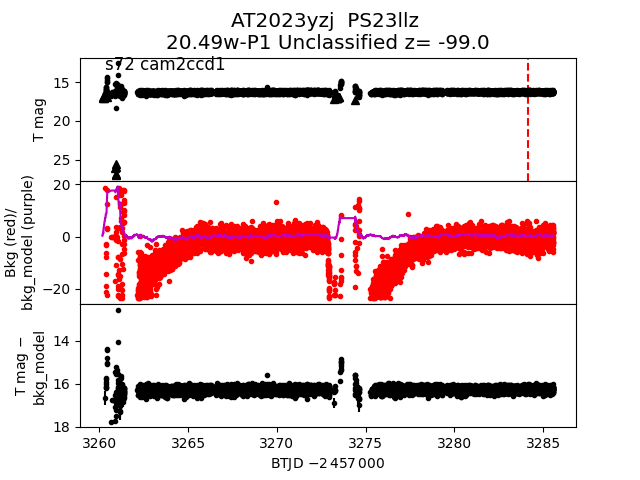 AT2023yzj  PS23llz
20.49w-P1 Unclassified z= -99.0
s72 cam2ccd1
T mag
15
20
25
Bkg (red)/
bkg_model (purple)
20
0
−20
T mag −
bkg_model
14
16
18
3260
3265
3270
3275
3280
3285
BTJD −2 457 000